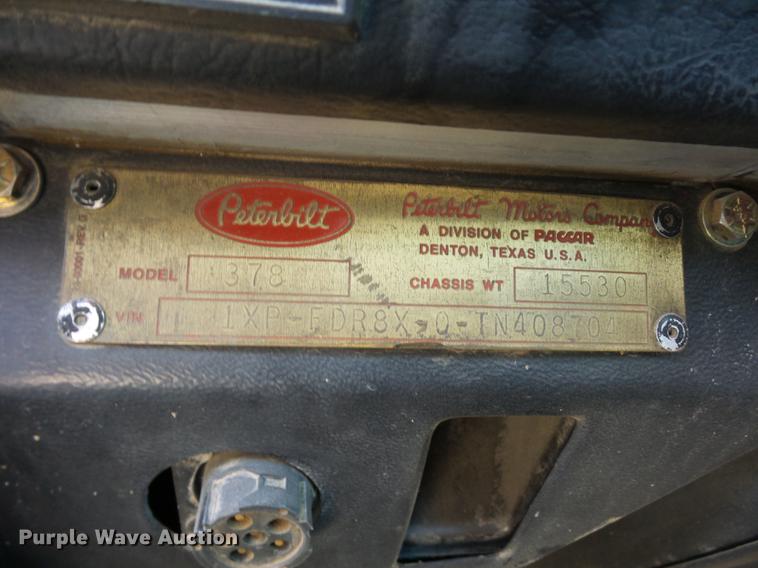 Peterbilt
Peterbilt Motors Company
A DIVISION OF PACCAR
DENTON, TEXAS U.S.A.
MODEL 378
CHASSIS WT 15530
VIN 1XP-FDR8X-0-TN408704
Purple Wave Auction